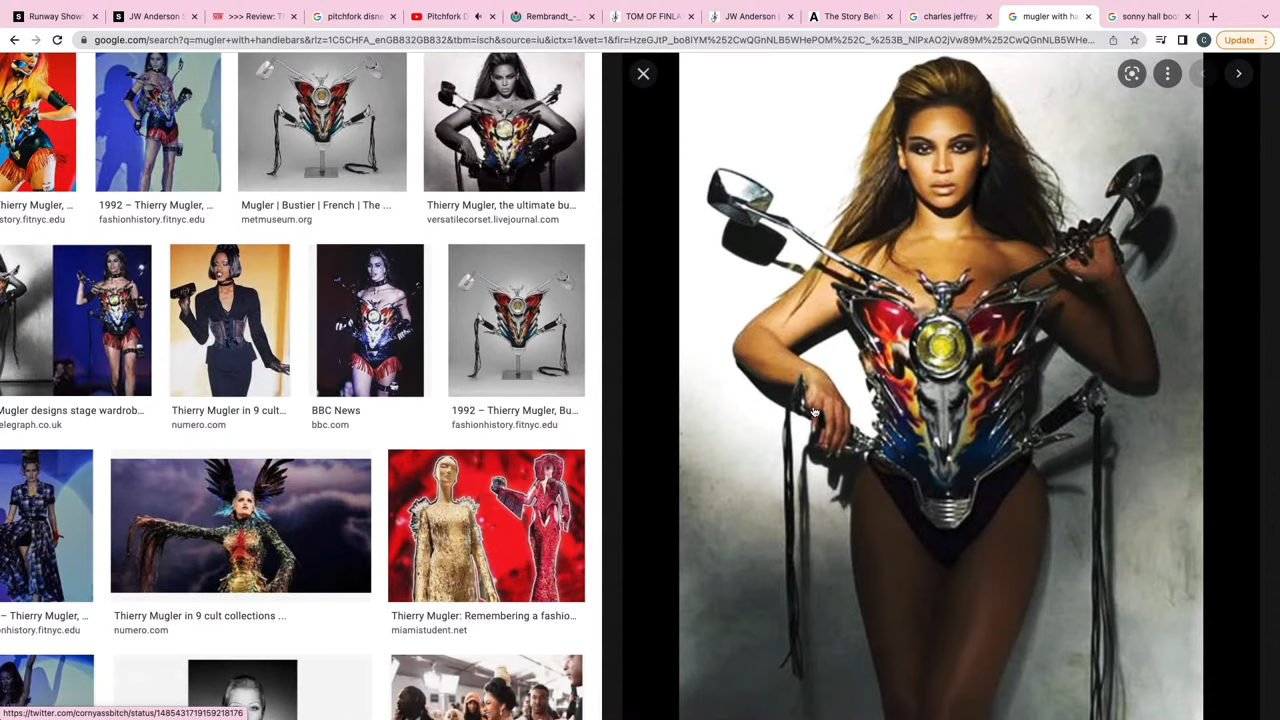 Runway Show
JW Anderson S
>>> Review: T
pitchfork disne
Pitchfork D
Rembrandt_-_
TOM OF FINLA
JW Anderson |
The Story Behi
charles jeffrey
mugler with ha
sonny hall boo
google.com/search?q=mugler+with+handlebars&rlz=1C5CHFA_enGB832GB832&tbm=isch&source=iu&ictx=1&vet=1&fir=HzeGJtP_bo8lYM%252CwQGnNLB5WHePOM%252C_%253B_NlPxAO2jVw89M%252CwQGnNLB5WHe...
C
Update
Thierry Mugler, ...
story.fitnyc.edu
1992 – Thierry Mugler, ...
fashionhistory.fitnyc.edu
Mugler | Bustier | French | The ...
metmuseum.org
Thierry Mugler, the ultimate bu...
versatilecorset.livejournal.com
Mugler designs stage wardrob...
elegraph.co.uk
Thierry Mugler in 9 cult...
numero.com
BBC News
bbc.com
1992 – Thierry Mugler, Bu...
fashionhistory.fitnyc.edu
– Thierry Mugler, ...
onhistory.fitnyc.edu
Thierry Mugler in 9 cult collections ...
numero.com
Thierry Mugler: Remembering a fashio...
miamistudent.net
https://twitter.com/cornyassbitch/status/1485431719159218176